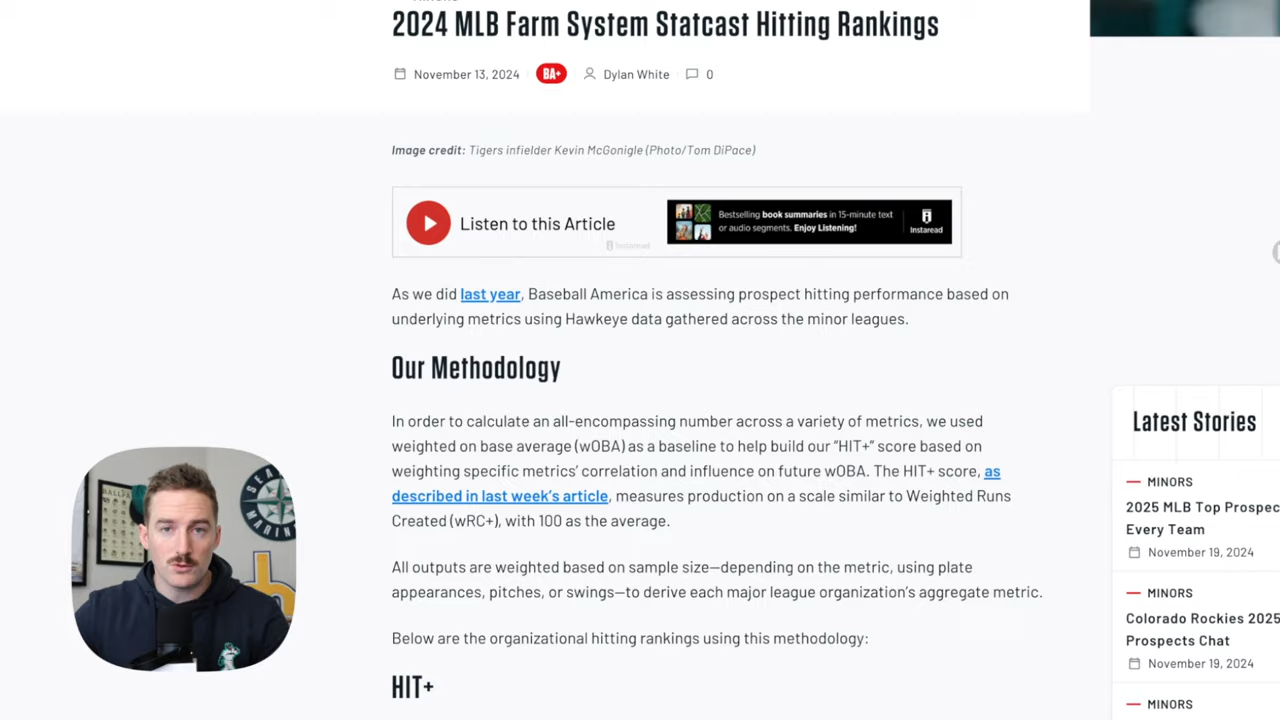 2024 MLB Farm System Statcast Hitting Rankings
November 13, 2024
BA+
Dylan White
0
Image credit: Tigers infielder Kevin McGonigle (Photo/Tom DiPace)
Listen to this Article
Bestselling book summaries in 15-minute text
or audio segments. Enjoy Listening!
Instaread
Instaread
As we did last year, Baseball America is assessing prospect hitting performance based on
underlying metrics using Hawkeye data gathered across the minor leagues.
Our Methodology
In order to calculate an all-encompassing number across a variety of metrics, we used
weighted on base average (wOBA) as a baseline to help build our “HIT+” score based on
weighting specific metrics’ correlation and influence on future wOBA. The HIT+ score, as
described in last week’s article, measures production on a scale similar to Weighted Runs
Created (wRC+), with 100 as the average.
All outputs are weighted based on sample size—depending on the metric, using plate
appearances, pitches, or swings—to derive each major league organization’s aggregate metric.
Below are the organizational hitting rankings using this methodology:
HIT+
Latest Stories
MINORS
2025 MLB Top Prospec
Every Team
November 19, 2024
MINORS
Colorado Rockies 2025
Prospects Chat
November 19, 2024
MINORS